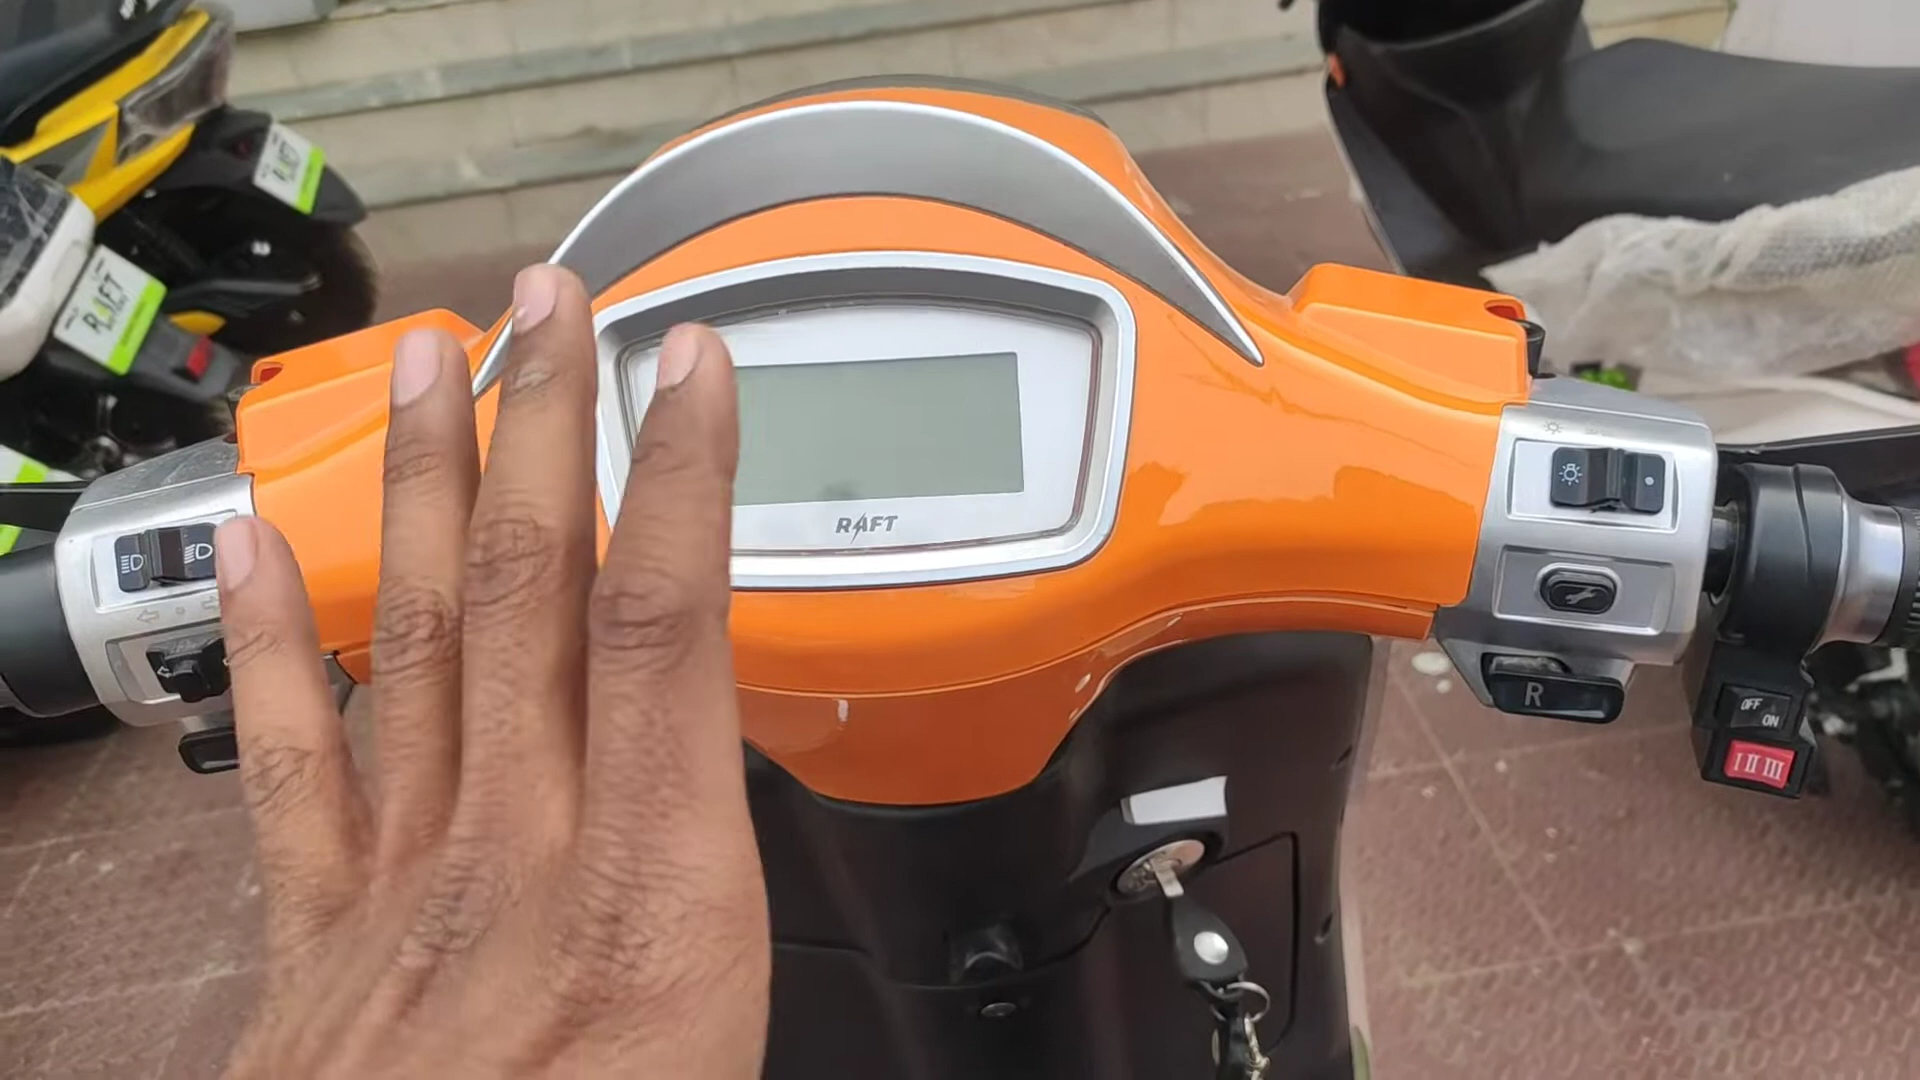 RAFT
RAFT
RAFT
R
OFF
ON
I II III